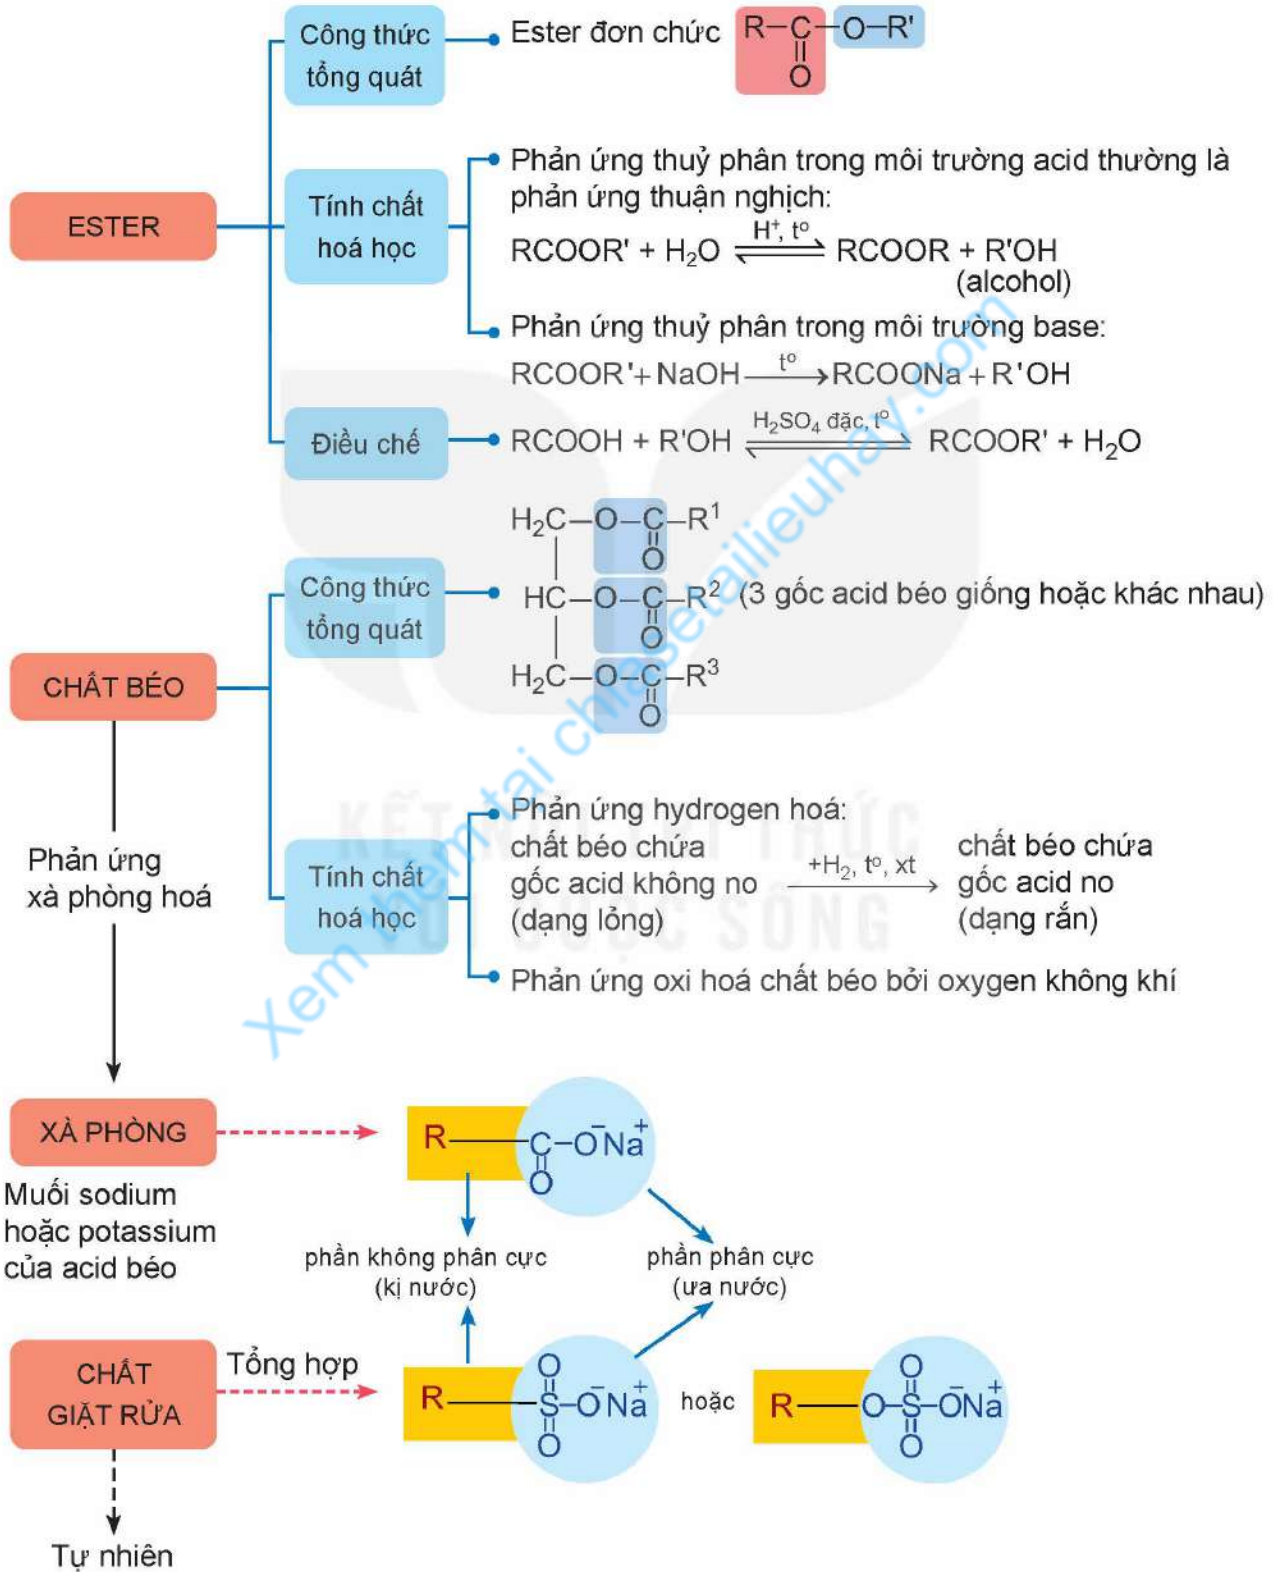 Công thức
tổng quát
Ester đơn chức
R–C–O–R'
O
ESTER
Tính chất
hoá học
Phản ứng thuỷ phân trong môi trường acid thường là
phản ứng thuận nghịch:
H⁺, tº
RCOOR' + H₂O ⇌ RCOOR + R'OH
(alcohol)
Phản ứng thuỷ phân trong môi trường base:
tº
RCOOR'+ NaOH → RCOONa + R'OH
Điều chế
H₂SO₄ đặc, tº
RCOOH + R'OH ⇌ RCOOR' + H₂O
CHẤT BÉO
Công thức
tổng quát
H₂C–O–C–R¹
O
HC–O–C–R² (3 gốc acid béo giống hoặc khác nhau)
O
H₂C–O–C–R³
O
Tính chất
hoá học
Phản ứng hydrogen hoá:
chất béo chứa
gốc acid không no
(dạng lỏng)
+H₂, tº, xt
chất béo chứa
gốc acid no
(dạng rắn)
Phản ứng oxi hoá chất béo bởi oxygen không khí
Phản ứng
xà phòng hoá
XÀ PHÒNG
Muối sodium
hoặc potassium
của acid béo
R–C–O⁻Na⁺
O
phần không phân cực
(kị nước)
phần phân cực
(ưa nước)
CHẤT
GIẶT RỬA
Tổng hợp
O
R–S–O⁻Na⁺
O
hoặc
O
R–O–S–O⁻Na⁺
O
Tự nhiên
KẾT NỐI TRI THỨC
VỚI CUỘC SỐNG
Xem thêm tai chiasetailieuhay.com